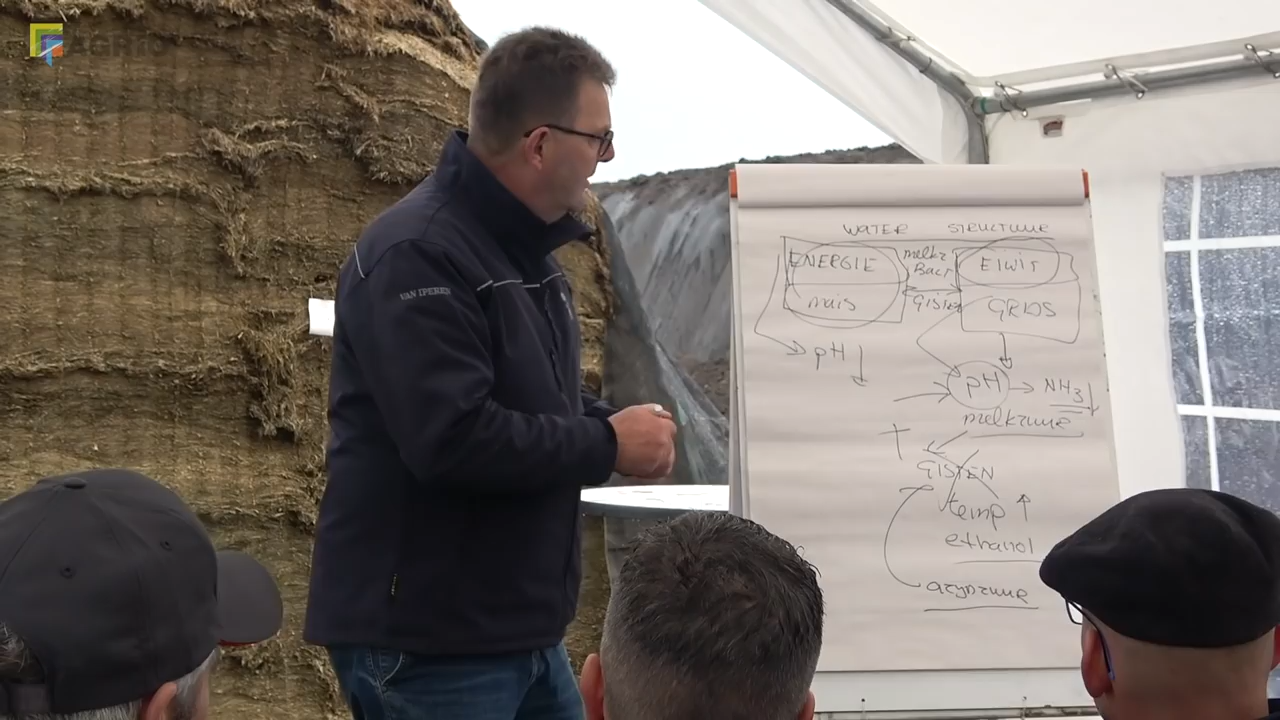 AGRIO
VAN IPEREN
WATER STRUCTUUR
ENERGIE melkz EIWIT
Bact
mais GISTEN GRAS
pH ↓
pH → NH3 ↓
melkzuur
GISTEN
temp ↑
ethanol
azijnzuur